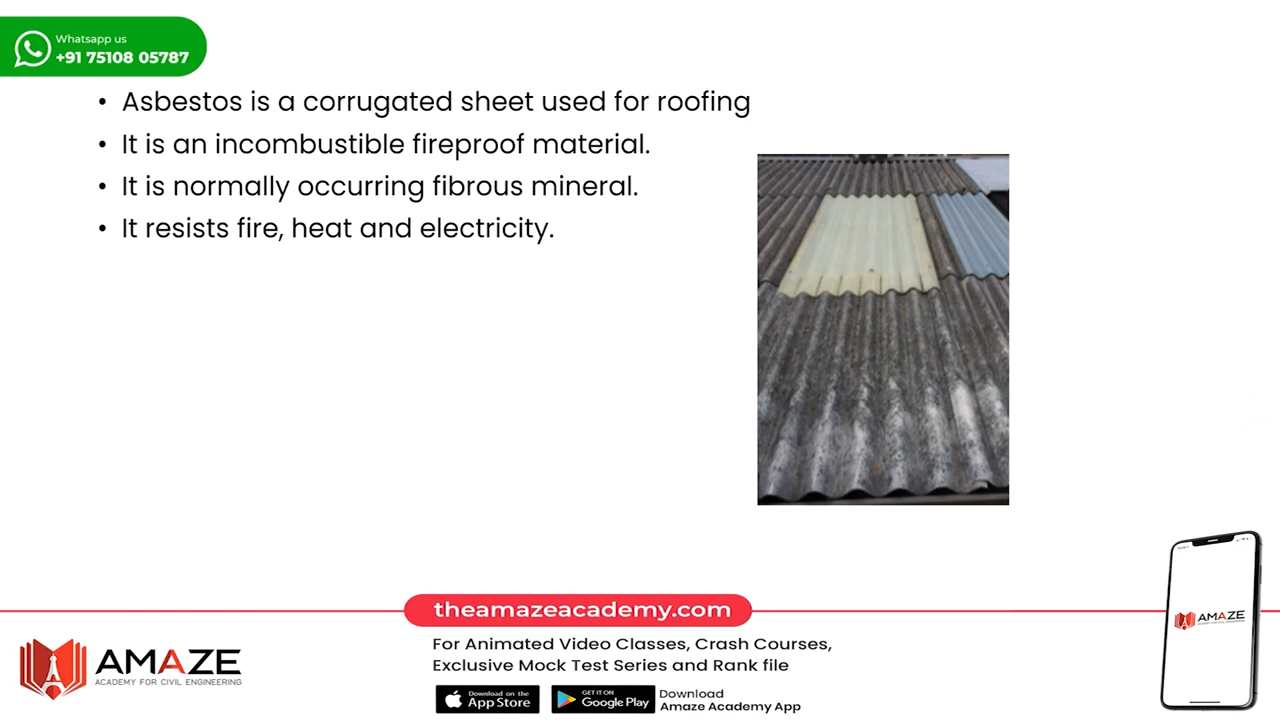 Whatsapp us
+91 75108 05787
• Asbestos is a corrugated sheet used for roofing
• It is an incombustible fireproof material.
• It is normally occurring fibrous mineral.
• It resists fire, heat and electricity.
theamazeacademy.com
For Animated Video Classes, Crash Courses,
Exclusive Mock Test Series and Rank file
AMAZE
ACADEMY FOR CIVIL ENGINEERING
Download on the
App Store
GET IT ON
Google Play
Download
Amaze Academy App
AMAZE